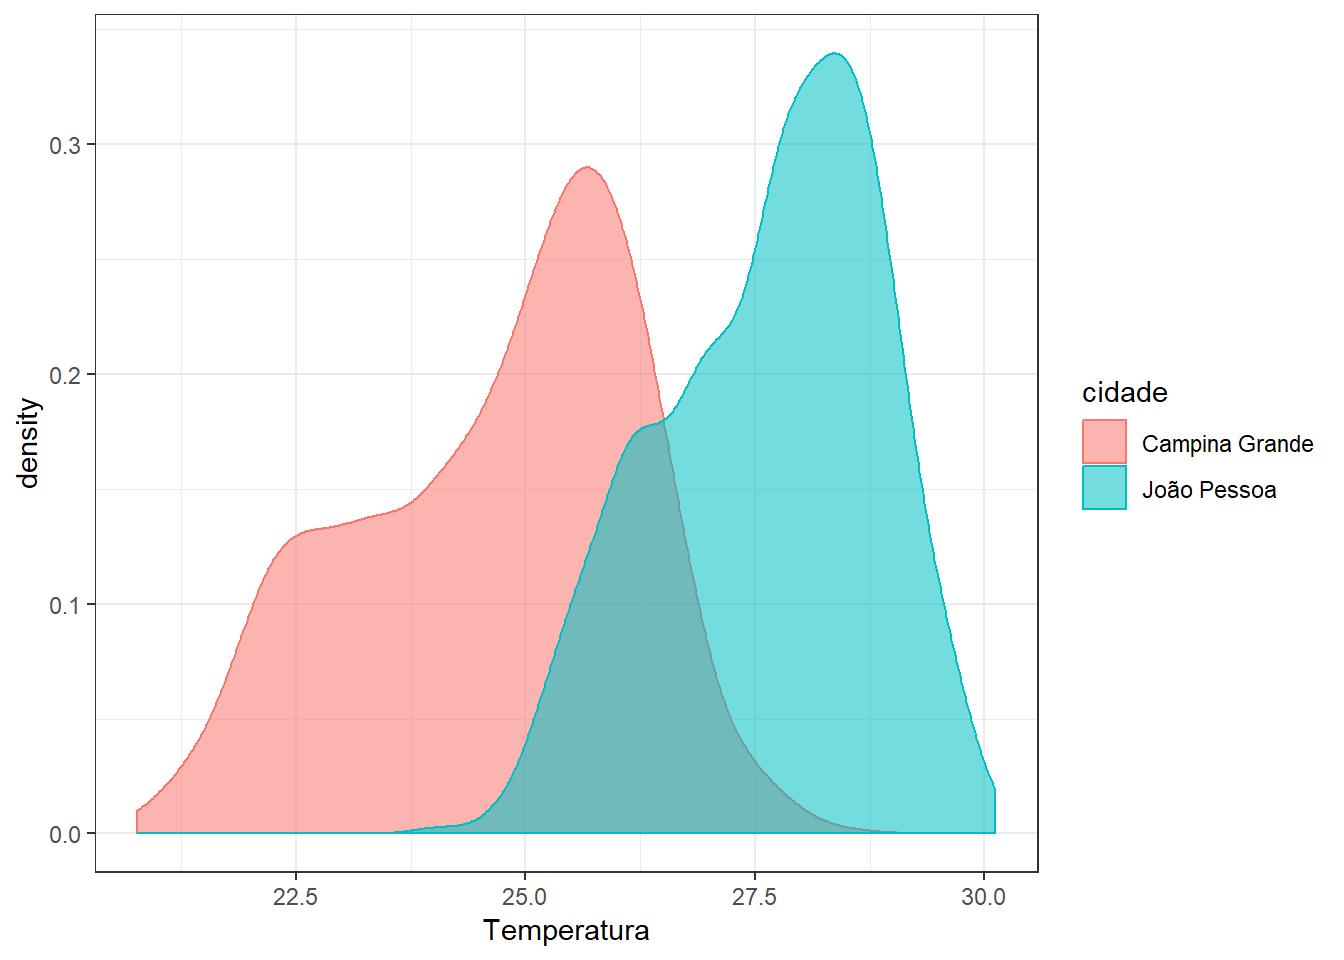 0.3
0.2
0.1
0.0
density
22.5 25.0 27.5 30.0
Temperatura
cidade
Campina Grande
João Pessoa